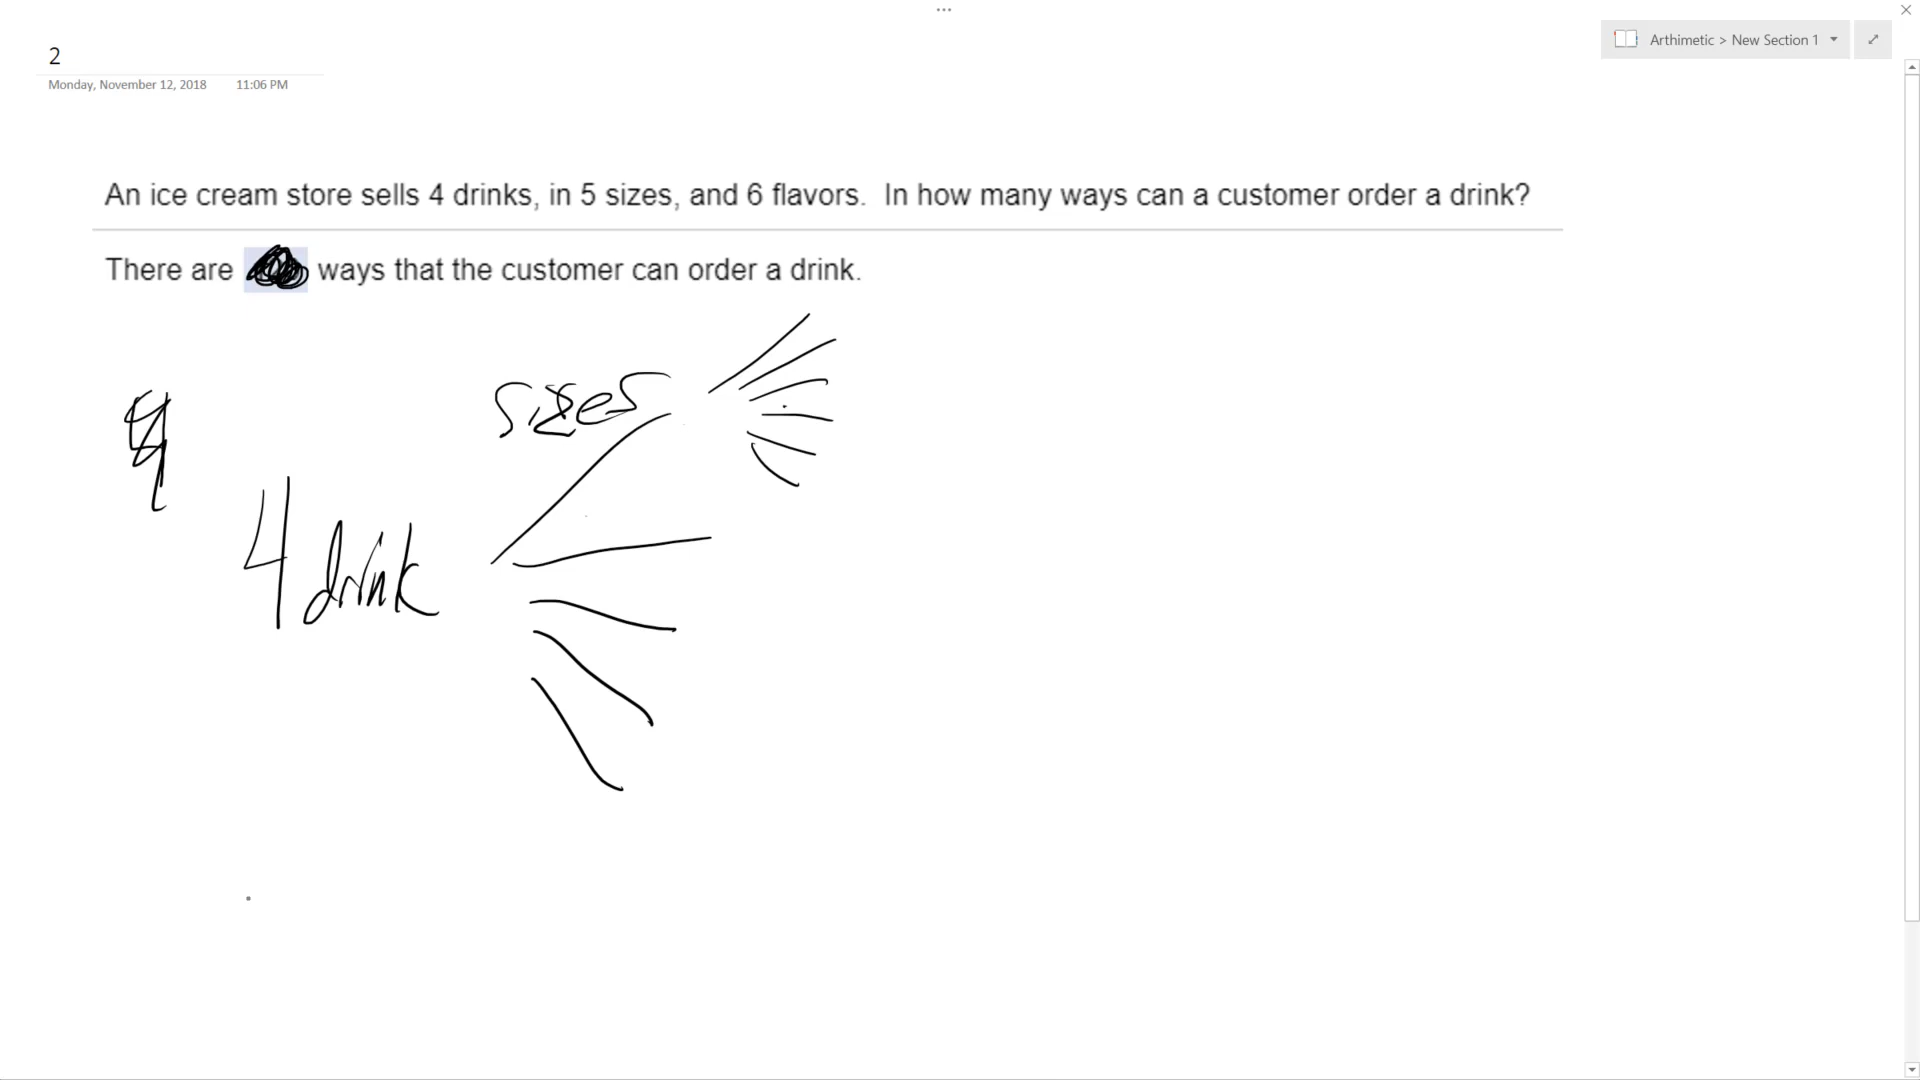 2
Monday, November 12, 2018 11:06 PM
Arthimetic > New Section 1
An ice cream store sells 4 drinks, in 5 sizes, and 6 flavors. In how many ways can a customer order a drink?
There are ways that the customer can order a drink.
sizes
4 drink